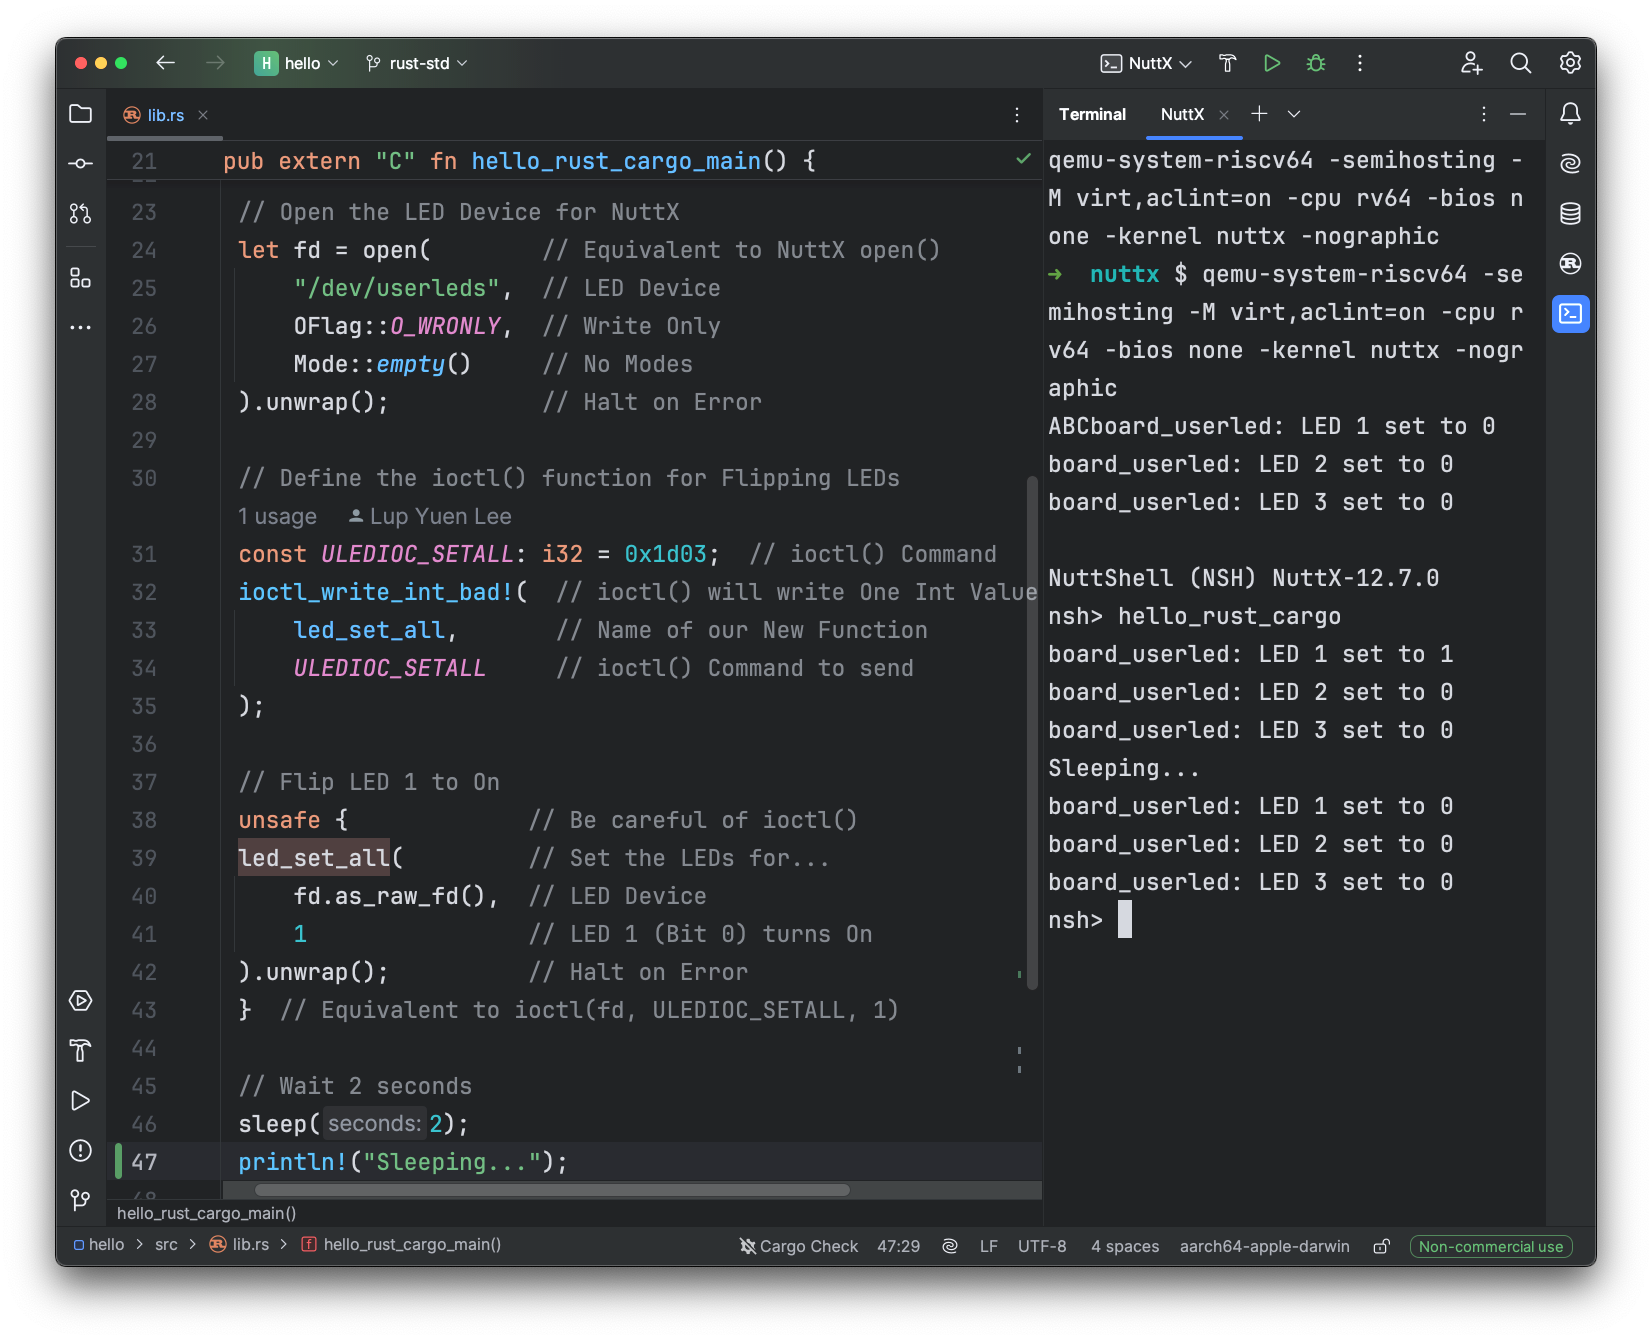 H hello rust-std NuttX
lib.rs
21 pub extern "C" fn hello_rust_cargo_main() {
23 // Open the LED Device for NuttX
24 let fd = open( // Equivalent to NuttX open()
25 "/dev/userleds", // LED Device
26 OFlag::O_WRONLY, // Write Only
27 Mode::empty() // No Modes
28 ).unwrap(); // Halt on Error
29
30 // Define the ioctl() function for Flipping LEDs
1 usage Lup Yuen Lee
31 const ULEDIOC_SETALL: i32 = 0x1d03; // ioctl() Command
32 ioctl_write_int_bad!( // ioctl() will write One Int Value
33 led_set_all, // Name of our New Function
34 ULEDIOC_SETALL // ioctl() Command to send
35 );
36
37 // Flip LED 1 to On
38 unsafe { // Be careful of ioctl()
39 led_set_all( // Set the LEDs for...
40 fd.as_raw_fd(), // LED Device
41 1 // LED 1 (Bit 0) turns On
42 ).unwrap(); // Halt on Error
43 } // Equivalent to ioctl(fd, ULEDIOC_SETALL, 1)
44
45 // Wait 2 seconds
46 sleep( seconds: 2);
47 println!("Sleeping...");
hello_rust_cargo_main()
Terminal NuttX
qemu-system-riscv64 -semihosting -
M virt,aclint=on -cpu rv64 -bios n
one -kernel nuttx -nographic
➜ nuttx $ qemu-system-riscv64 -se
mihosting -M virt,aclint=on -cpu r
v64 -bios none -kernel nuttx -nogr
aphic
ABCboard_userled: LED 1 set to 0
board_userled: LED 2 set to 0
board_userled: LED 3 set to 0
NuttShell (NSH) NuttX-12.7.0
nsh> hello_rust_cargo
board_userled: LED 1 set to 1
board_userled: LED 2 set to 0
board_userled: LED 3 set to 0
Sleeping...
board_userled: LED 1 set to 0
board_userled: LED 2 set to 0
board_userled: LED 3 set to 0
nsh>
hello > src > lib.rs > f hello_rust_cargo_main() Cargo Check 47:29 LF UTF-8 4 spaces aarch64-apple-darwin Non-commercial use